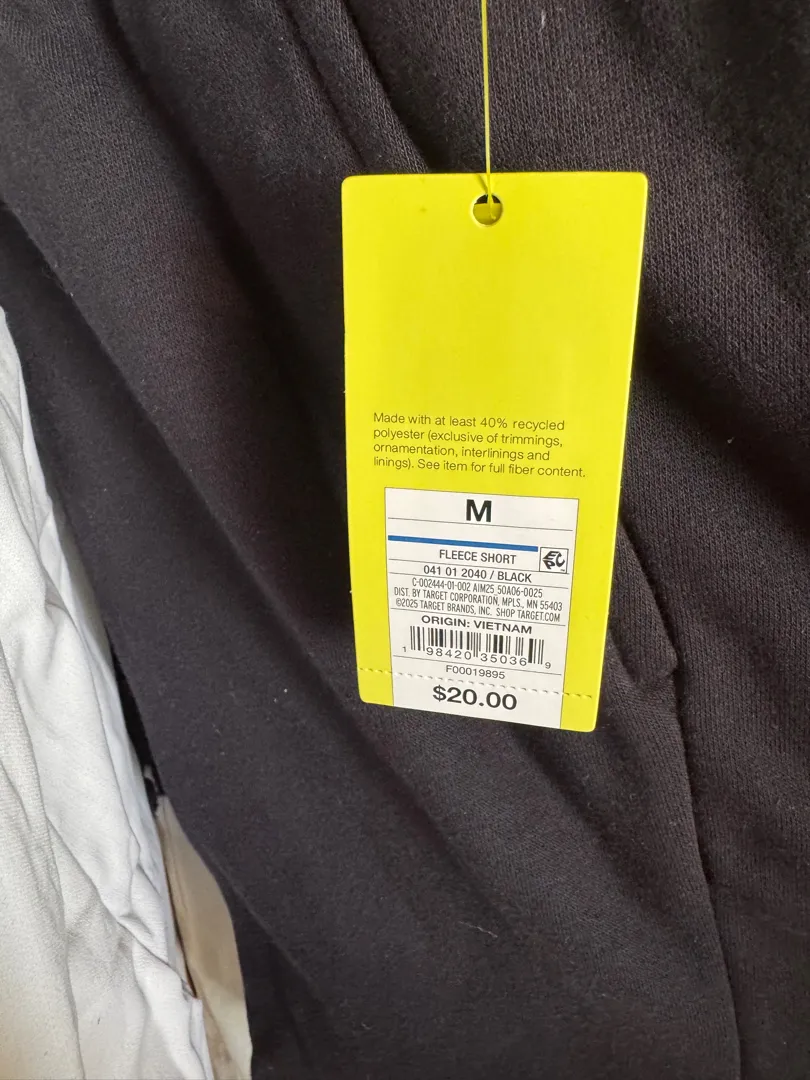 Made with at least 40% recycled
polyester (exclusive of trimmings,
ornamentation, interlinings and
linings). See item for full fiber content.
M
FLEECE SHORT
041 01 2040 / BLACK
C-002444-01-002 AIM25 50A06-0025
DIST. BY TARGET CORPORATION, MPLS., MN 55403
©2025 TARGET BRANDS, INC. SHOP TARGET.COM
ORIGIN: VIETNAM
1 98420 35036 9
F00019895
$20.00